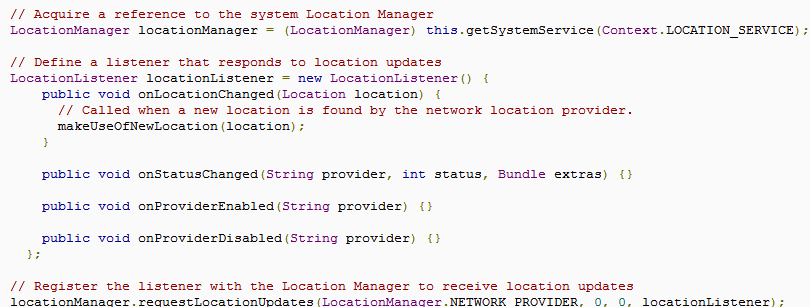 // Acquire a reference to the system Location Manager
LocationManager locationManager = (LocationManager) this.getSystemService(Context.LOCATION_SERVICE);
// Define a listener that responds to location updates
LocationListener locationListener = new LocationListener() {
    public void onLocationChanged(Location location) {
      // Called when a new location is found by the network location provider.
      makeUseOfNewLocation(location);
    }
    public void onStatusChanged(String provider, int status, Bundle extras) {}
    public void onProviderEnabled(String provider) {}
    public void onProviderDisabled(String provider) {}
  };
// Register the listener with the Location Manager to receive location updates
locationManager.requestLocationUpdates(LocationManager.NETWORK_PROVIDER, 0, 0, locationListener);